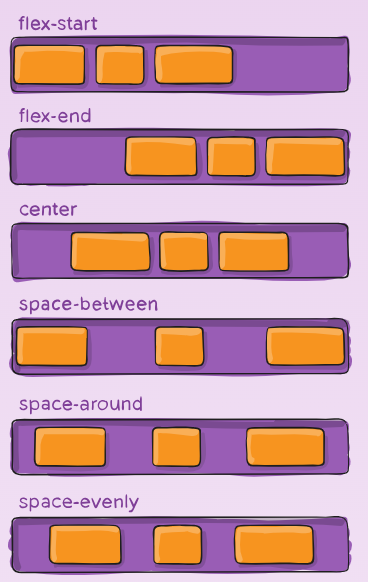 flex-start
flex-end
center
space-between
space-around
space-evenly